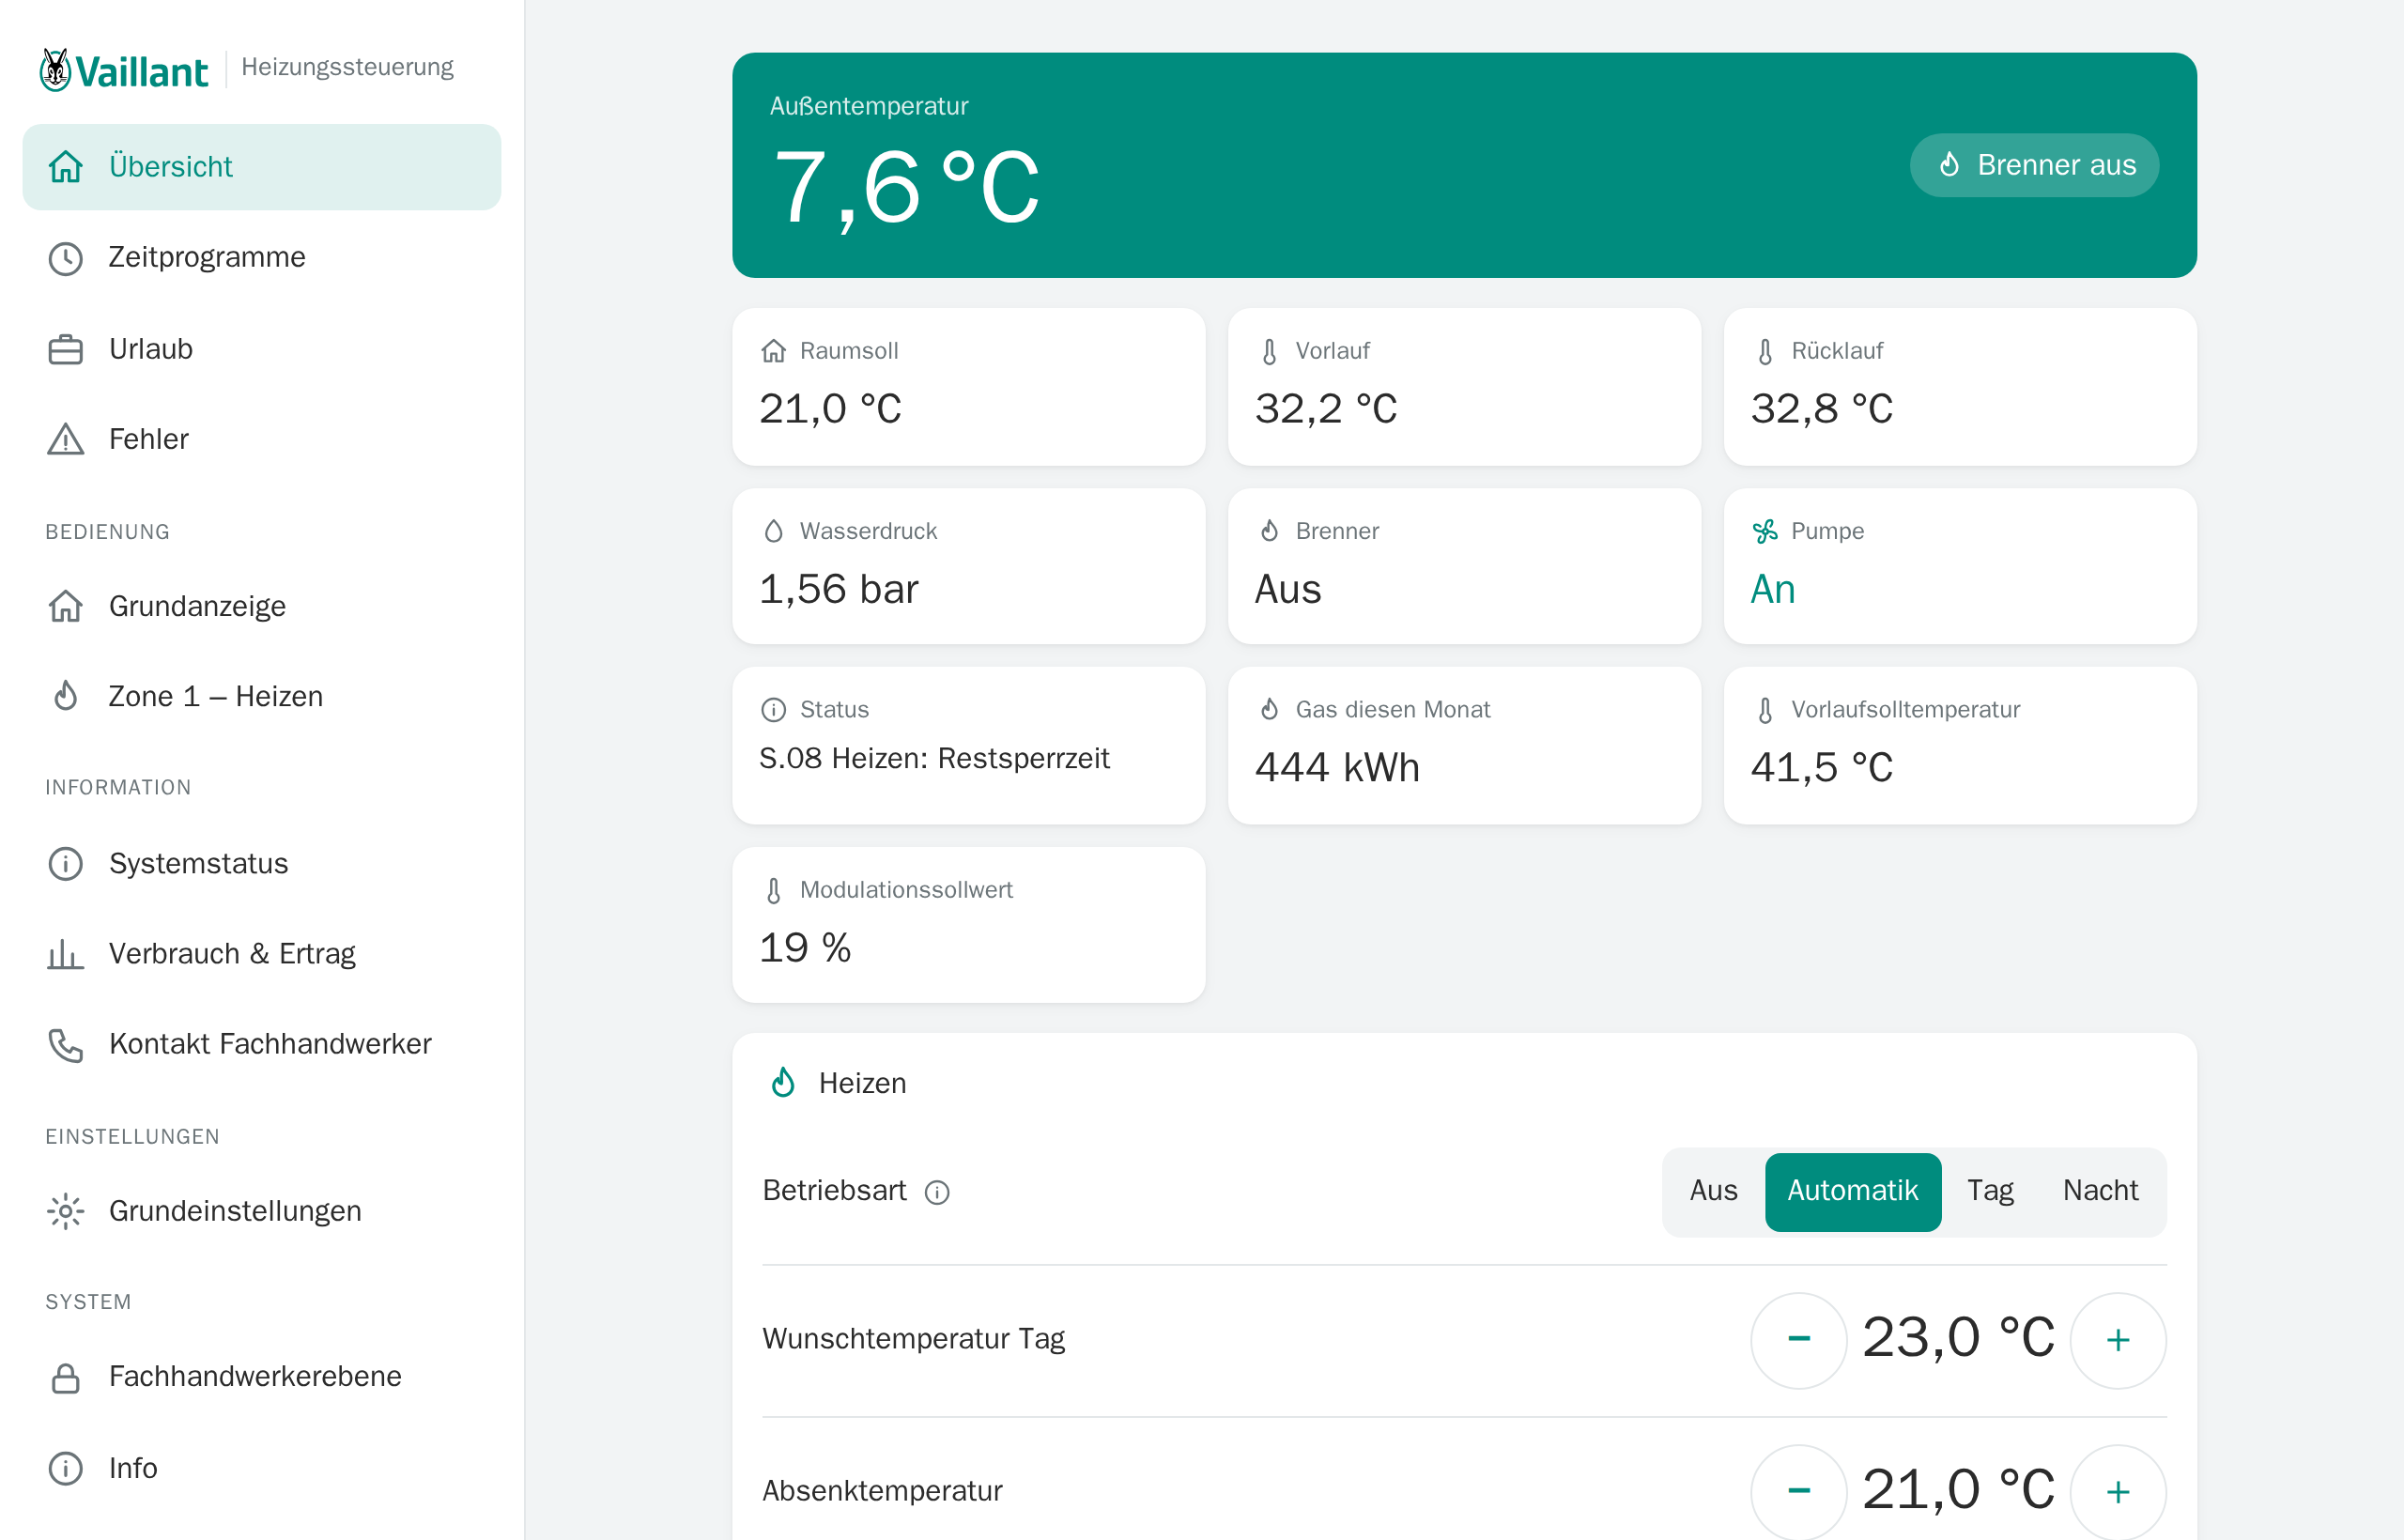 Vaillant Heizungssteuerung
Übersicht
Zeitprogramme
Urlaub
Fehler
BEDIENUNG
Grundanzeige
Zone 1 – Heizen
INFORMATION
Systemstatus
Verbrauch & Ertrag
Kontakt Fachhandwerker
EINSTELLUNGEN
Grundeinstellungen
SYSTEM
Fachhandwerkerebene
Info
Außentemperatur
7,6 °C
Brenner aus
Raumsoll
21,0 °C
Vorlauf
32,2 °C
Rücklauf
32,8 °C
Wasserdruck
1,56 bar
Brenner
Aus
Pumpe
An
Status
S.08 Heizen: Restsperrzeit
Gas diesen Monat
444 kWh
Vorlaufsolltemperatur
41,5 °C
Modulationssollwert
19 %
Heizen
Betriebsart
Aus Automatik Tag Nacht
Wunschtemperatur Tag
− 23,0 °C +
Absenktemperatur
− 21,0 °C +